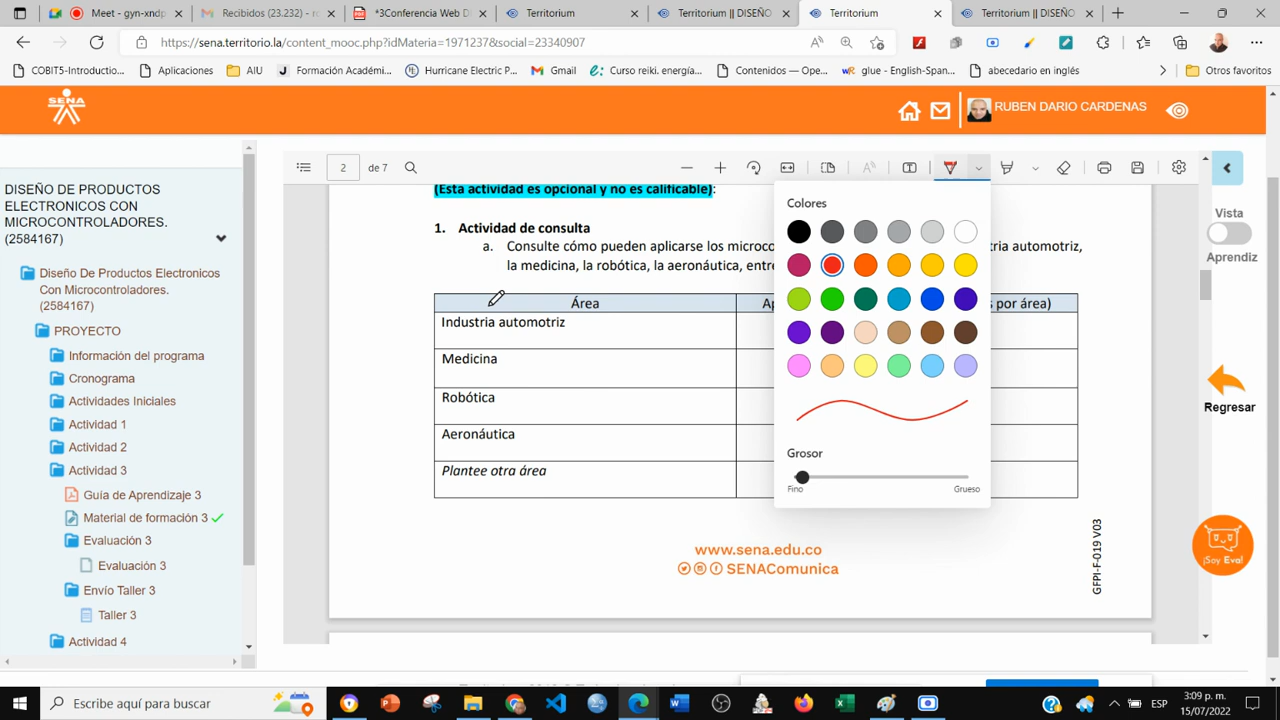 Meet - gyn-xndp
Recibidos (23.232) - r
*3Conferencia Web D
Territorium
Territorium || DISEÑO
Territorium
Territorium || DISEÑO
https://sena.territorio.la/content_mooc.php?idMateria=1971237&social=23340907
COBIT5-Introductio...
Aplicaciones
AIU
Formación Académi...
Hurricane Electric P...
Gmail
Curso reiki. energía...
Contenidos — Ope...
glue - English-Span...
abecedario en inglés
Otros favoritos
SENA
RUBEN DARIO CARDENAS
DISEÑO DE PRODUCTOS
ELECTRONICOS CON
MICROCONTROLADORES.
(2584167)
Diseño De Productos Electronicos
Con Microcontroladores.
(2584167)
PROYECTO
Información del programa
Cronograma
Actividades Iniciales
Actividad 1
Actividad 2
Actividad 3
Guía de Aprendizaje 3
Material de formación 3
Evaluación 3
Evaluación 3
Envío Taller 3
Taller 3
Actividad 4
2 de 7
(Esta actividad es opcional y no es calificable):
1. Actividad de consulta
a. Consulte cómo pueden aplicarse los microco
ria automotriz,
la medicina, la robótica, la aeronáutica, entre
Área
Ap
s por área)
Industria automotriz
Medicina
Robótica
Aeronáutica
Plantee otra área
www.sena.edu.co
SENAComunica
GFPI-F-019 V03
Colores
Grosor
Fino
Grueso
Vista
Aprendiz
Regresar
¡Soy Eva!
Escribe aquí para buscar
ESP
3:09 p. m.
15/07/2022